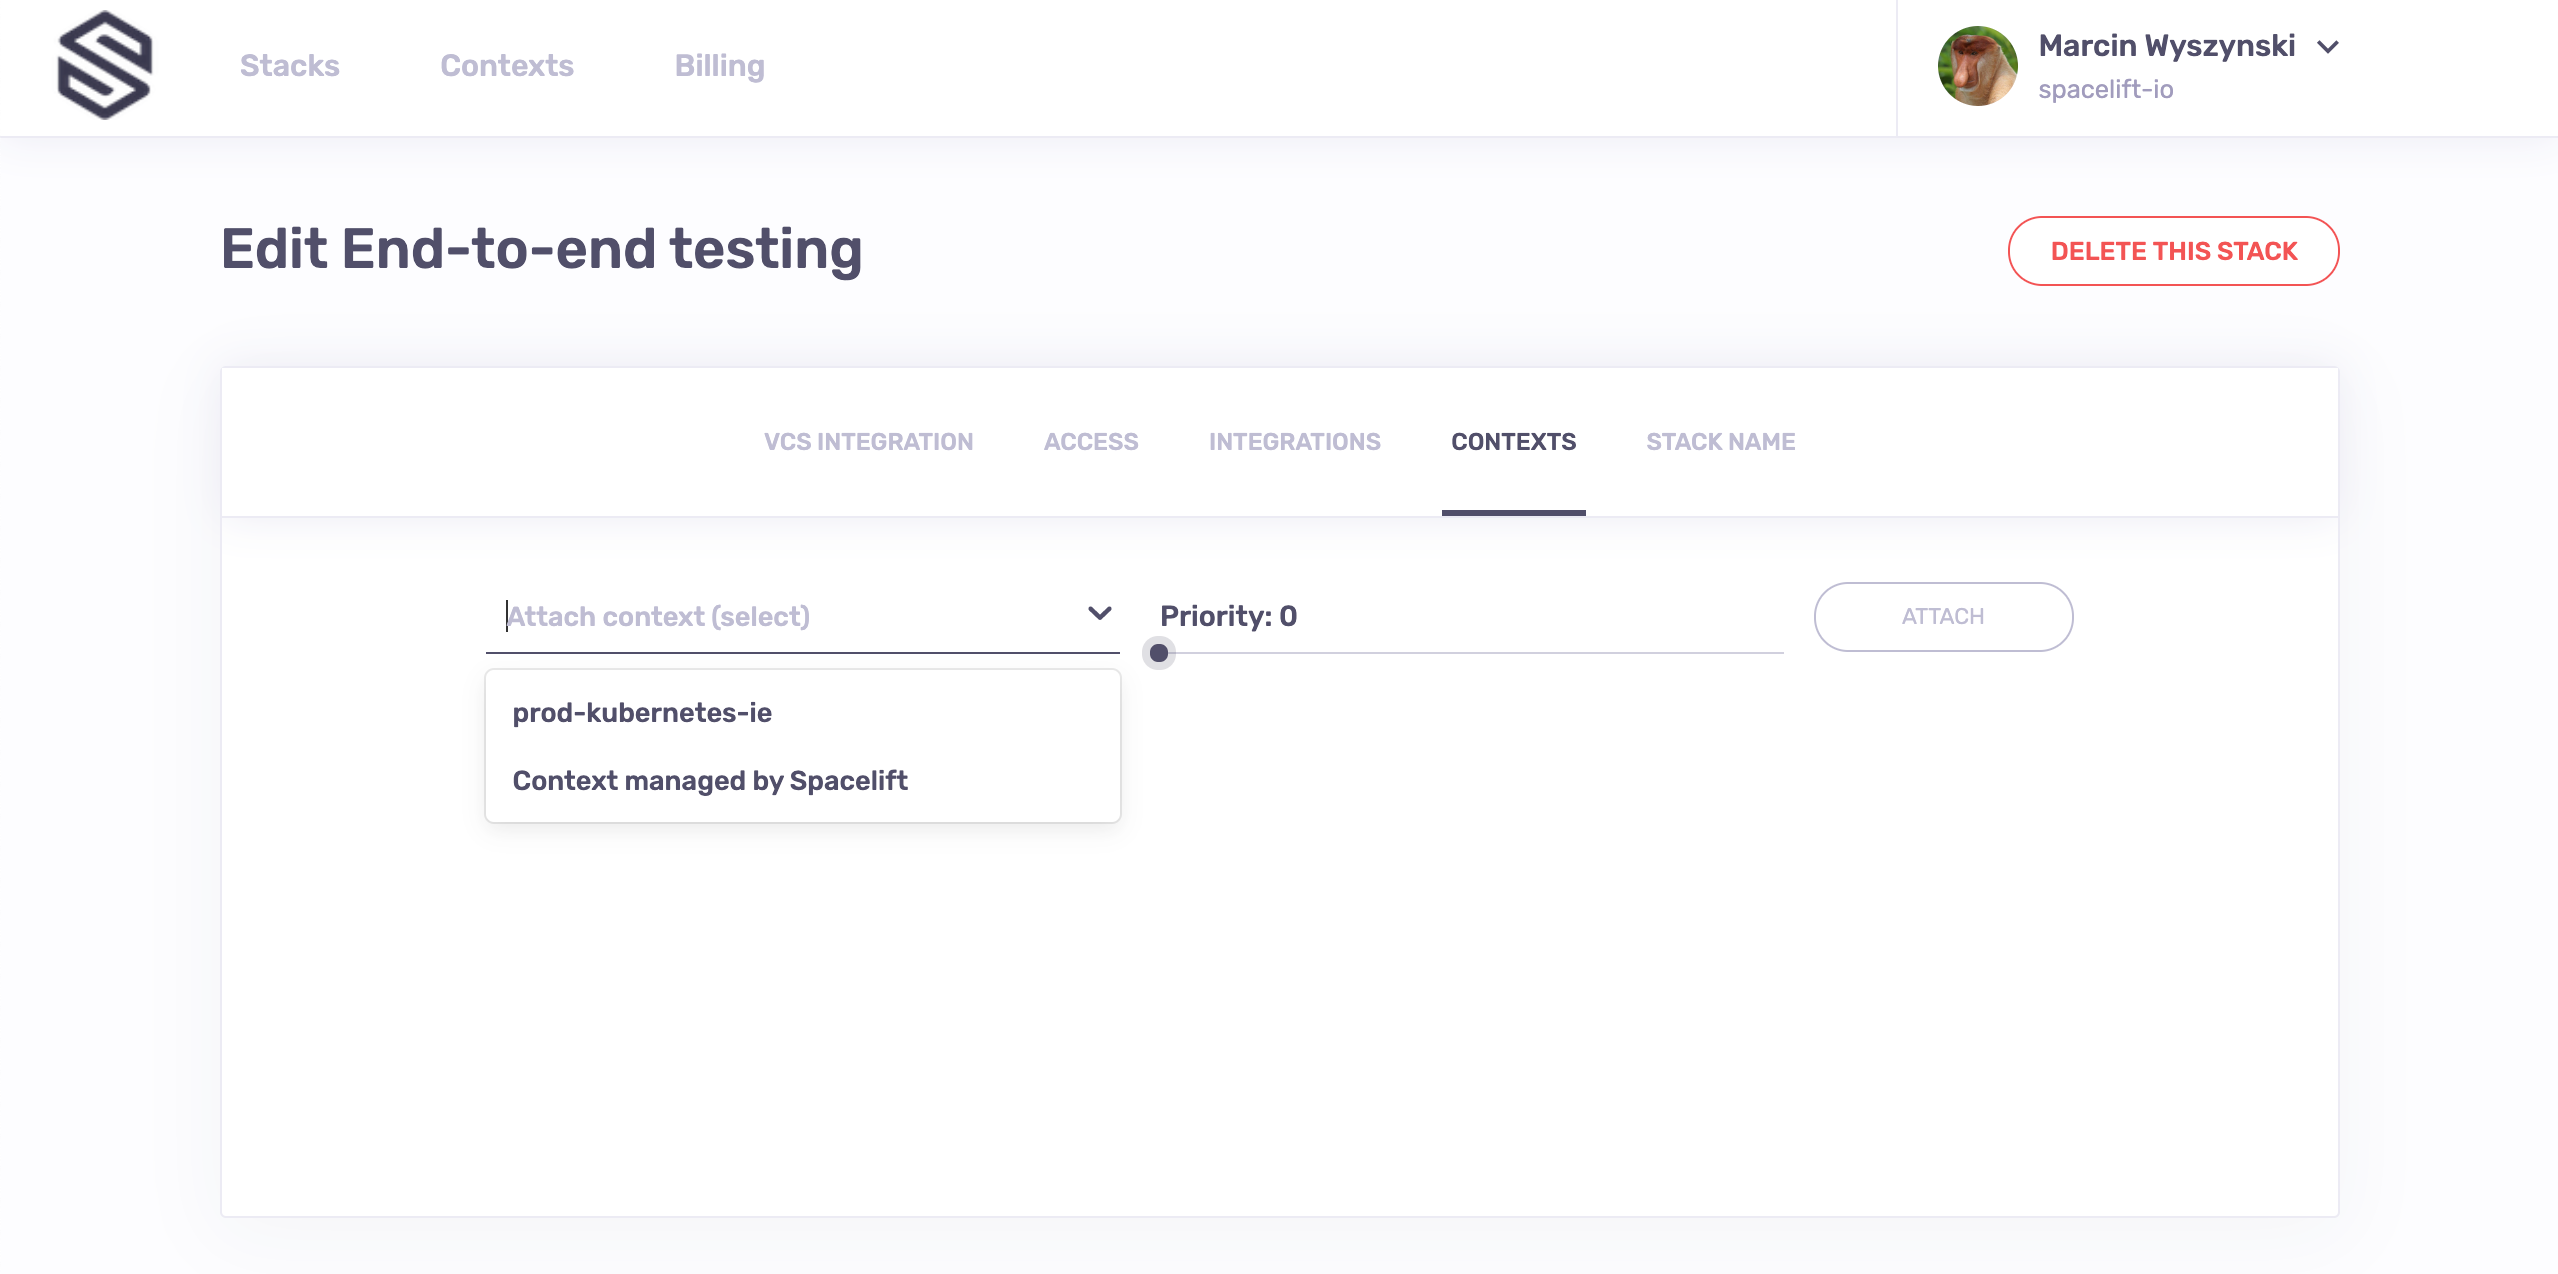 Stacks Contexts Billing
Marcin Wyszynski
spacelift-io
Edit End-to-end testing
DELETE THIS STACK
VCS INTEGRATION ACCESS INTEGRATIONS CONTEXTS STACK NAME
Attach context (select)
Priority: 0
ATTACH
prod-kubernetes-ie
Context managed by Spacelift